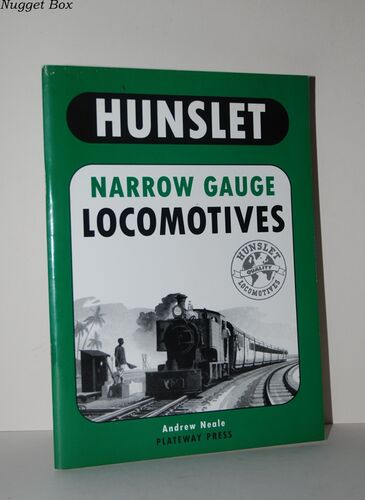 Nugget Box
HUNSLET
NARROW GAUGE
LOCOMOTIVES
HUNSLET
QUALITY
LOCOMOTIVES
Andrew Neale
PLATEWAY PRESS